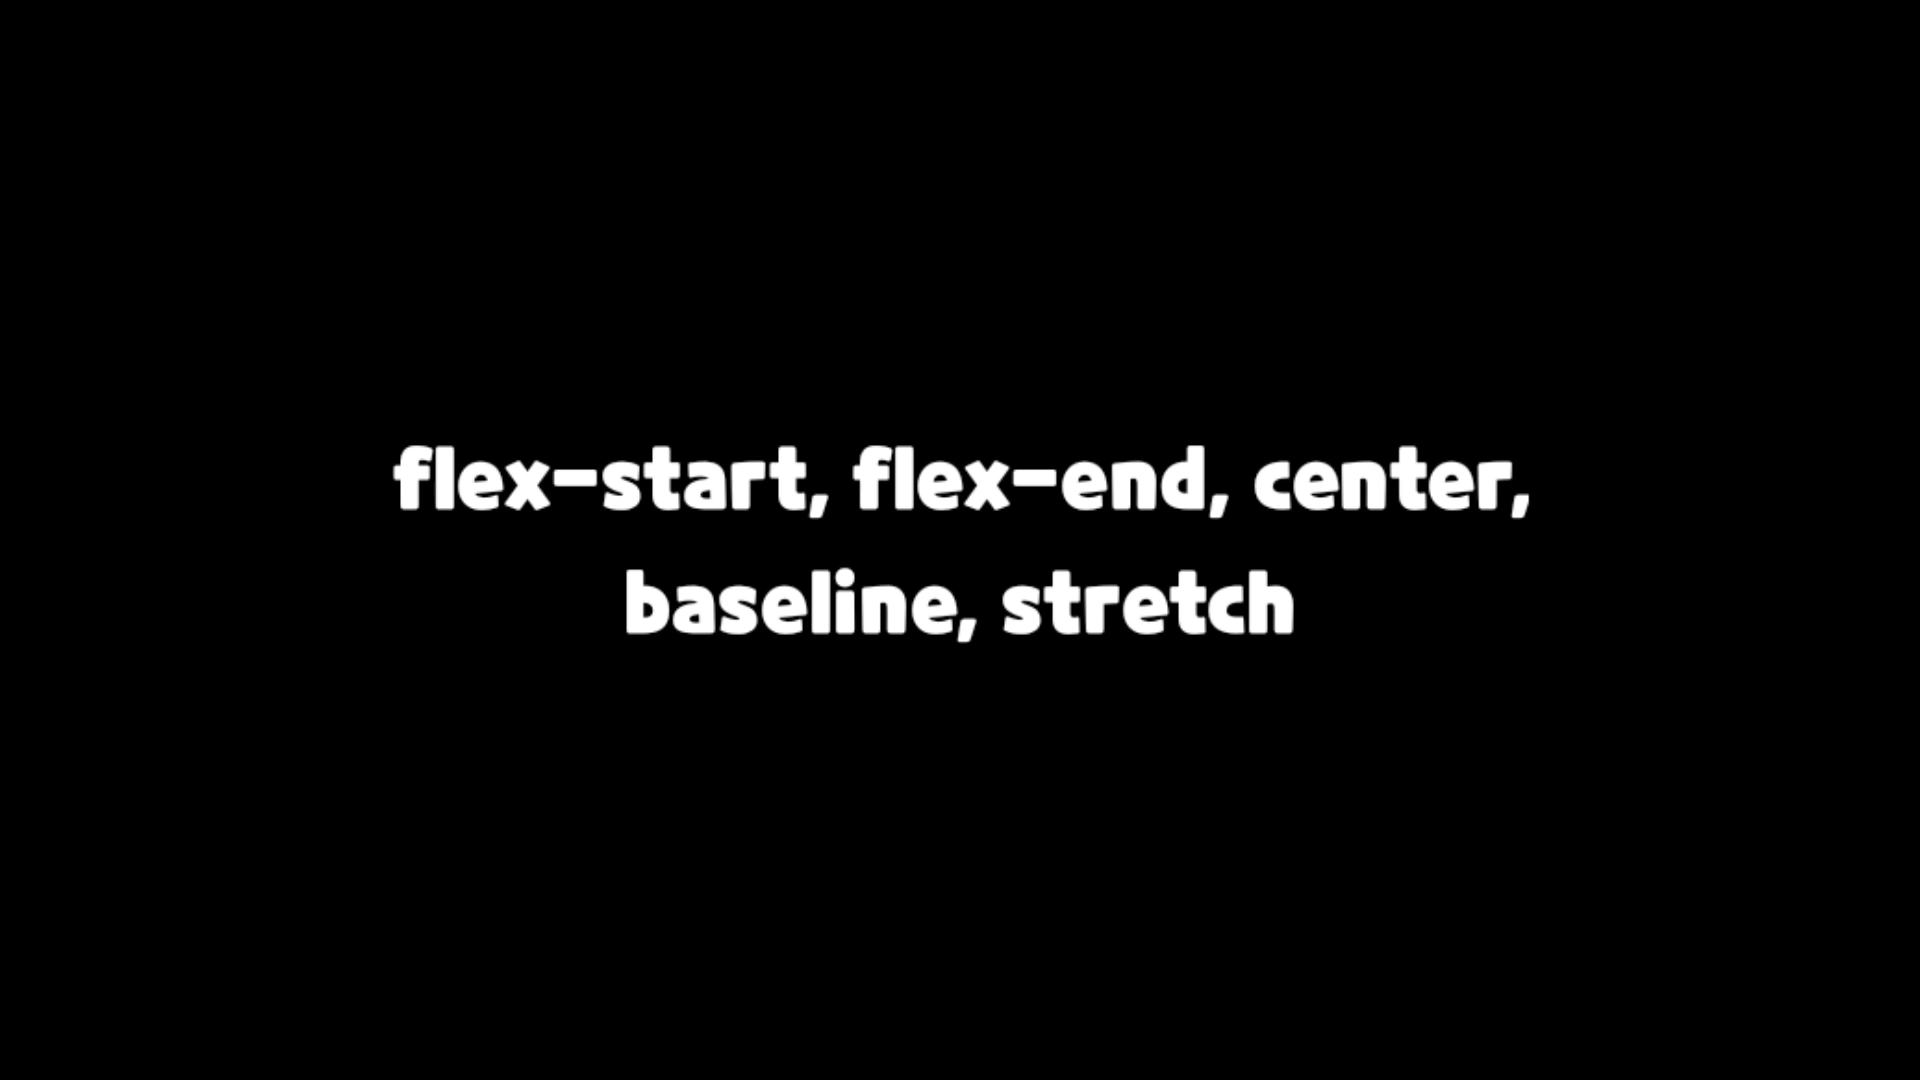 flex-start, flex-end, center,
baseline, stretch